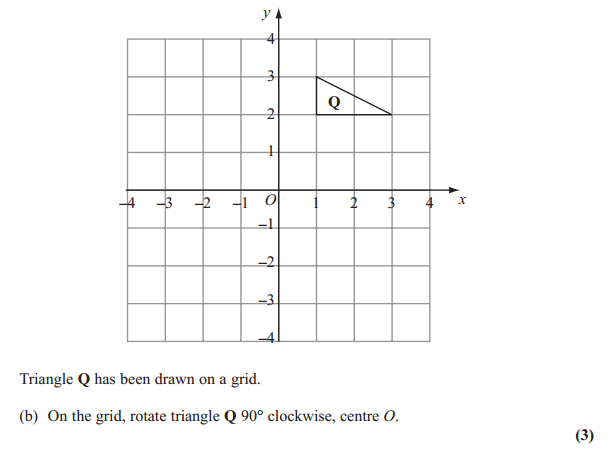 y
4
3
Q
2
1
–4 –3 –2 –1 O 1 2 3 4 x
–1
–2
–3
–4
Triangle Q has been drawn on a grid.
(b) On the grid, rotate triangle Q 90° clockwise, centre O.
(3)